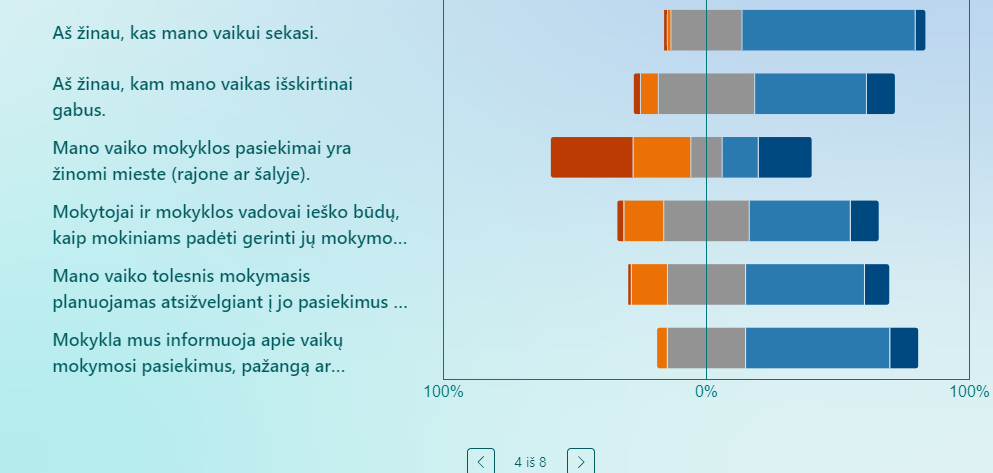 Aš žinau, kas mano vaikui sekasi.
Aš žinau, kam mano vaikas išskirtinai
gabus.
Mano vaiko mokyklos pasiekimai yra
žinomi mieste (rajone ar šalyje).
Mokytojai ir mokyklos vadovai ieško būdų,
kaip mokiniams padėti gerinti jų mokymo...
Mano vaiko tolesnis mokymasis
planuojamas atsižvelgiant į jo pasiekimus ...
Mokykla mus informuoja apie vaikų
mokymosi pasiekimus, pažangą ar...
100% 0% 100%
4 iš 8